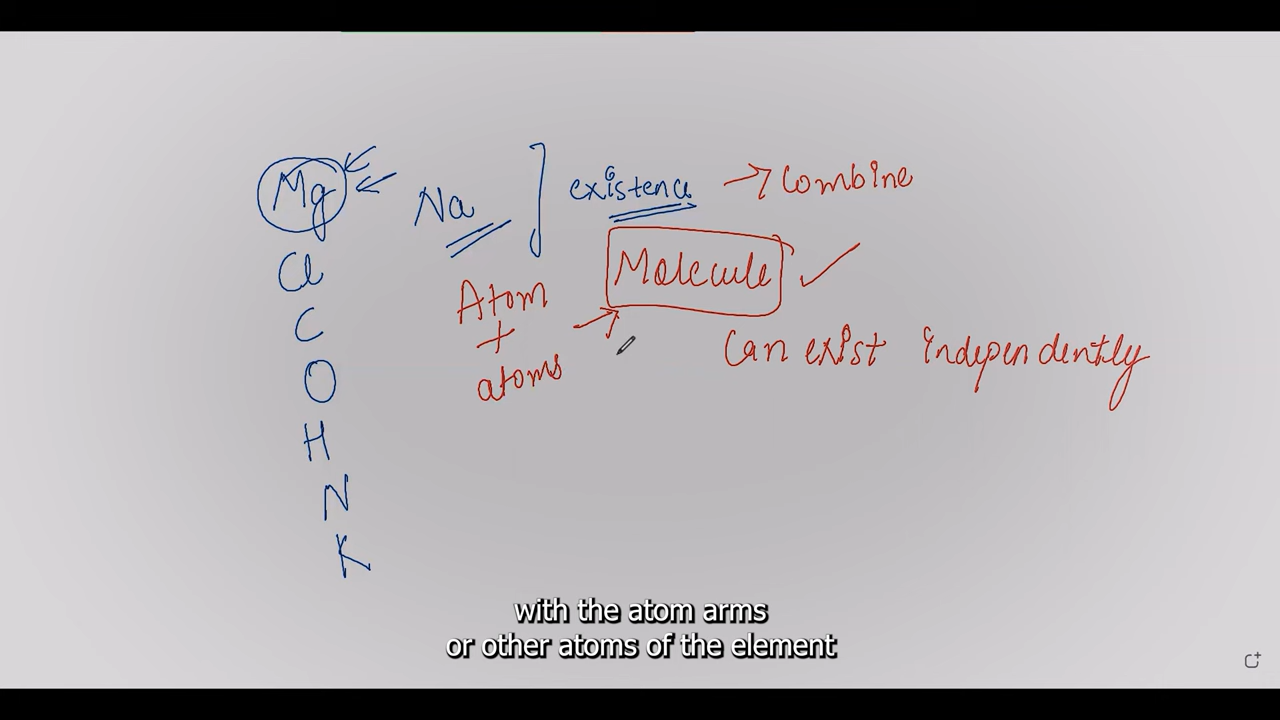 Mg Na existence → Combine
Cl
Molecule ✓
Atom
+
atoms
Can exist independently
C
O
H
N
K
with the atom arms
or other atoms of the element